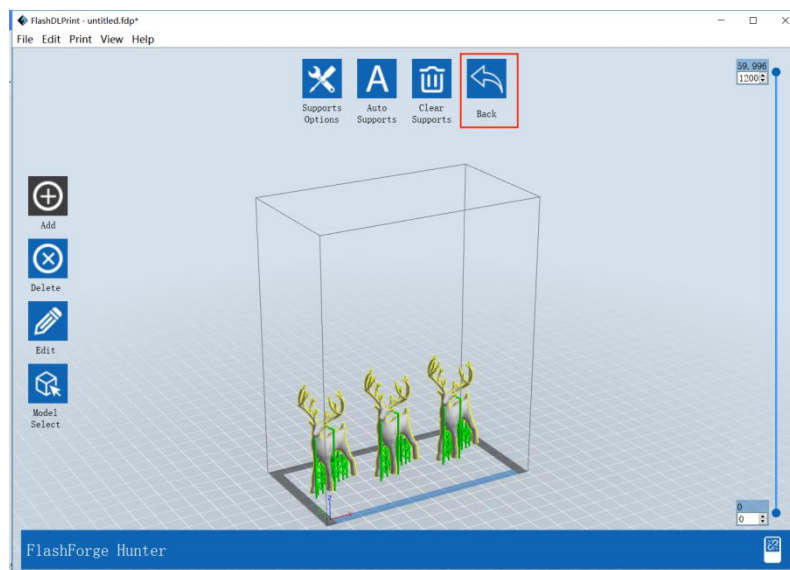 FlashDLPrint - untitled.fdp*
File Edit Print View Help
Supports
Options
Auto
Supports
Clear
Supports
Back
59.996
1200
Add
Delete
Edit
Model
Select
Z
0
0
FlashForge Hunter